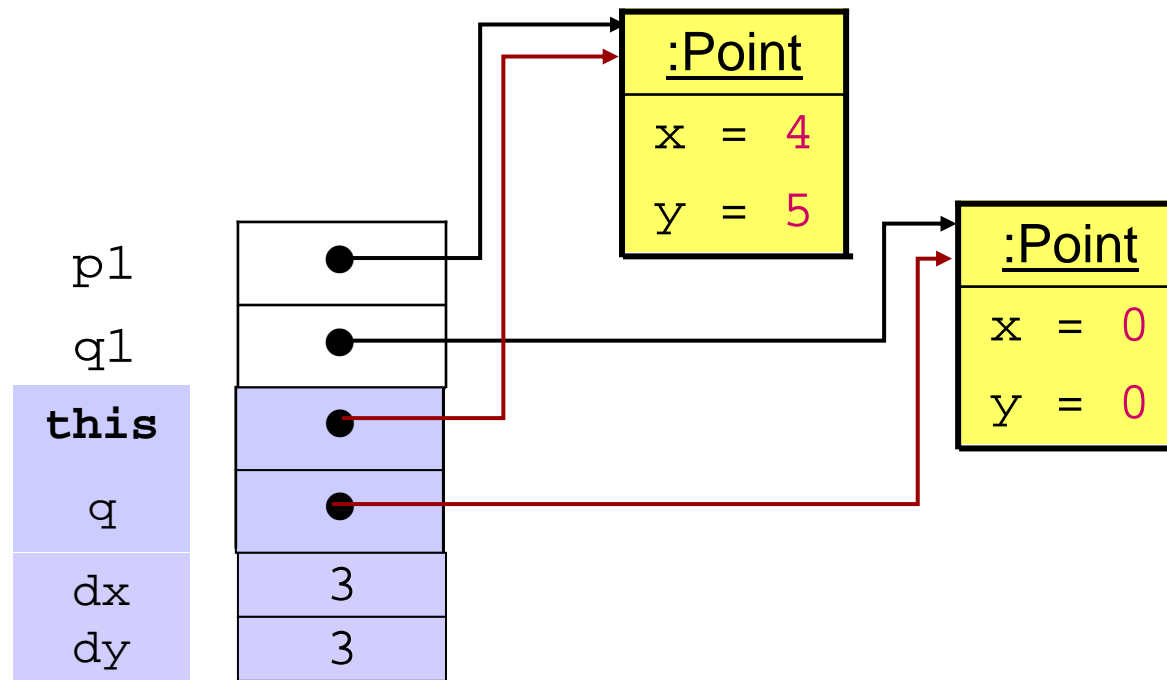 :Point
x = 4
y = 5
:Point
x = 0
y = 0
p1
q1
this
q
dx 3
dy 3